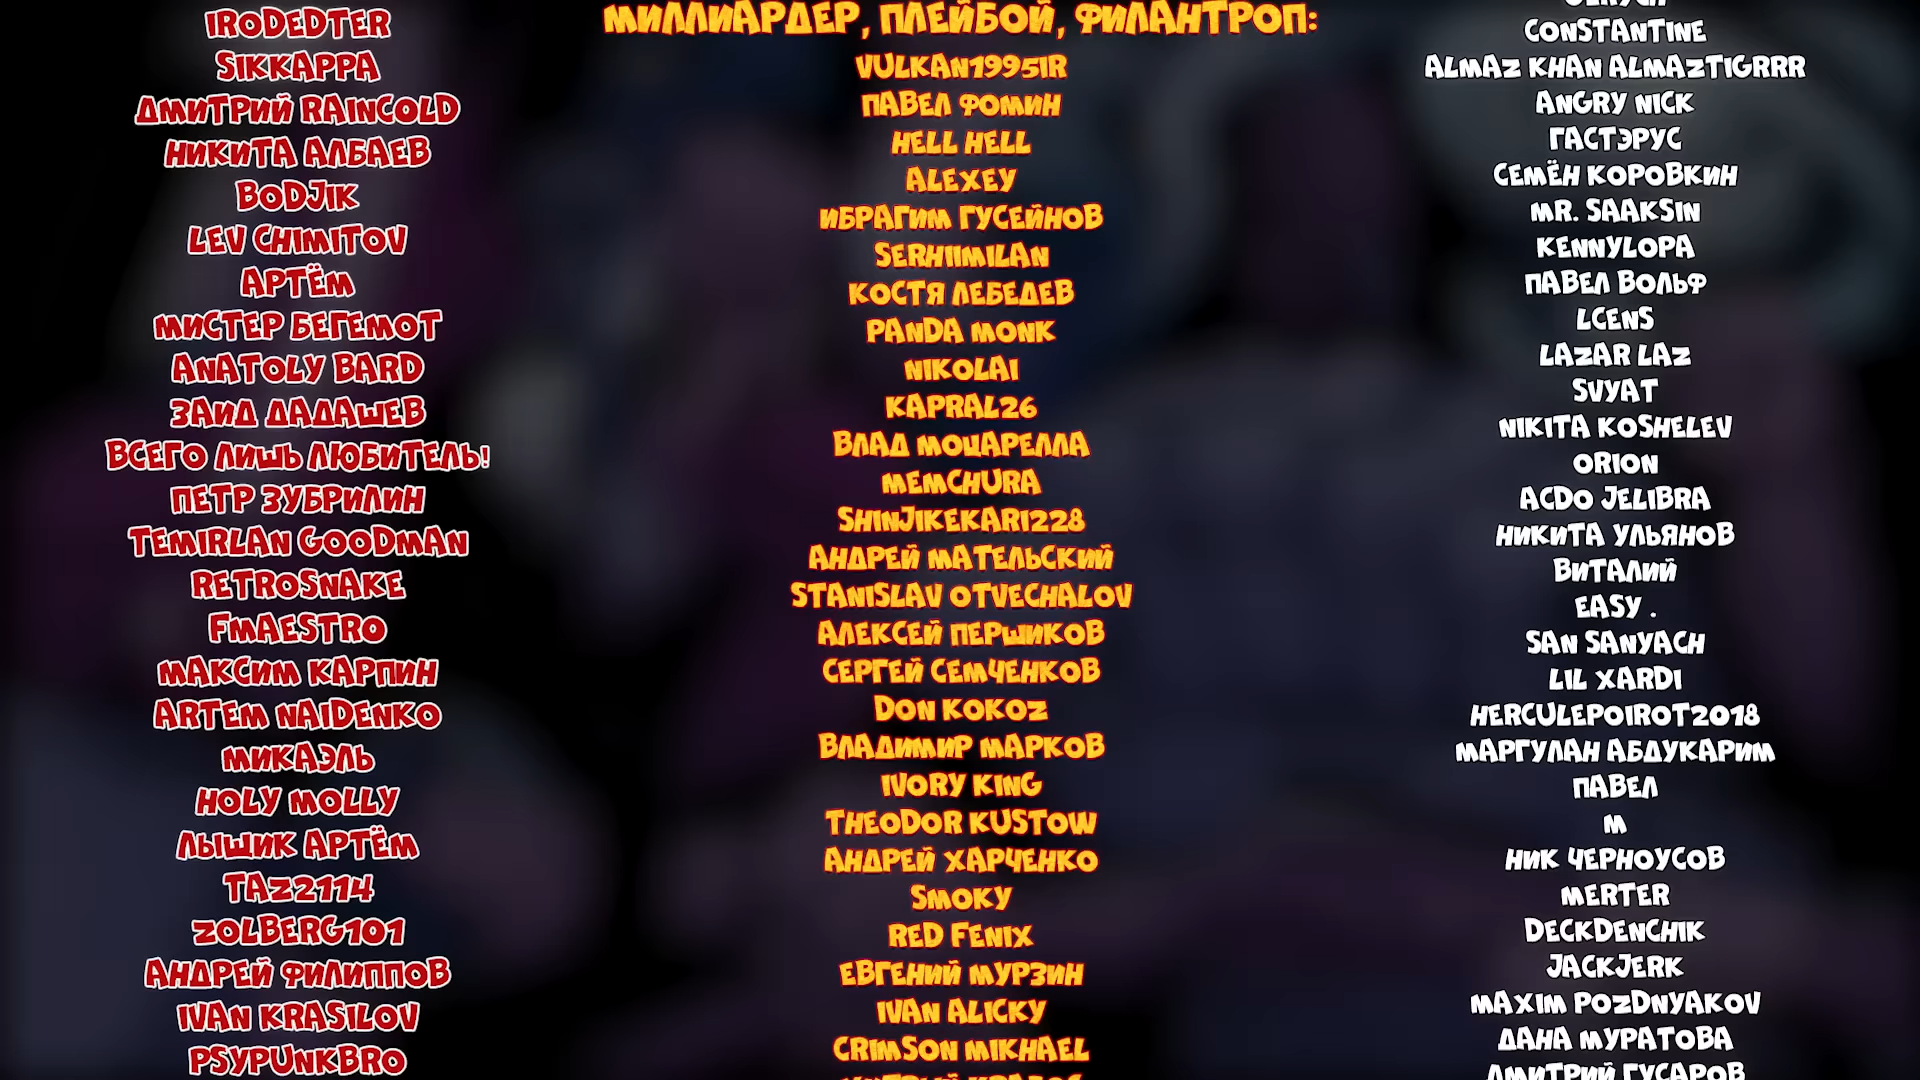 IRODEDTER
SIKKAPPA
ДМИТРИЙ RAINCOLD
НИКИТА АЛБАЕВ
BODJIK
LEV CHIMITOV
АРТЁМ
МИСТЕР БЕГЕМОТ
ANATOLY BARD
ЗАИД ДАДАШЕВ
ВСЕГО ЛИШЬ ЛЮБИТЕЛЬ!
ПЕТР ЗУБРИЛИН
TEMIRLAN GOODMAN
RETROSNAKE
FMAESTRO
МАКСИМ КАРПИН
ARTEM NAIDENKO
МИКАЭЛЬ
HOLY MOLLY
ЛЫЩИК АРТЁМ
TAZ2114
ZOLBERG101
АНДРЕЙ ФИЛИППОВ
IVAN KRASILOV
PSYPUNKBRO
МИЛЛИАРДЕР, ПЛЕЙБОЙ, ФИЛАНТРОП:
VULKAN1995IR
ПАВЕЛ ФОМИН
HELL HELL
ALEXEY
ИБРАГИМ ГУСЕЙНОВ
SERHIIMILAN
КОСТЯ ЛЕБЕДЕВ
PANDA MONK
NIKOLAI
KAPRAL26
ВЛАД МОЦАРЕЛЛА
MEMCHURA
SHINJIKEKARI228
АНДРЕЙ МАТЕЛЬСКИЙ
STANISLAV OTVECHALOV
АЛЕКСЕЙ ПЕРШИКОВ
СЕРГЕЙ СЕМЧЕНКОВ
DON KOKOZ
ВЛАДИМИР МАРКОВ
IVORY KING
THEODOR KUSTOW
АНДРЕЙ ХАРЧЕНКО
SMOKY
RED FENIX
ЕВГЕНИЙ МУРЗИН
IVAN ALICKY
CRIMSON MIKHAEL
CONSTANTINE
ALMAZ KHAN ALMAZTIGRRR
ANGRY NICK
ГАСТЭРУС
СЕМЁН КОРОВКИН
MR. SAAKSIN
KENNYLOPA
ПАВЕЛ ВОЛЬФ
LCENS
LAZAR LAZ
SVYAT
NIKITA KOSHELEV
ORION
ACDO JELIBRA
НИКИТА УЛЬЯНОВ
ВИТАЛИЙ
EASY .
SAN SANYACH
LIL XARDI
HERCULEPOIROT2018
МАРГУЛАН АБДУКАРИМ
ПАВЕЛ
М
НИК ЧЕРНОУСОВ
MERTER
DECKDENCHIK
JACKJERK
MAXIM POZDNYAKOV
ДАНА МУРАТОВА
ДМИТРИЙ ГУСАРОВ